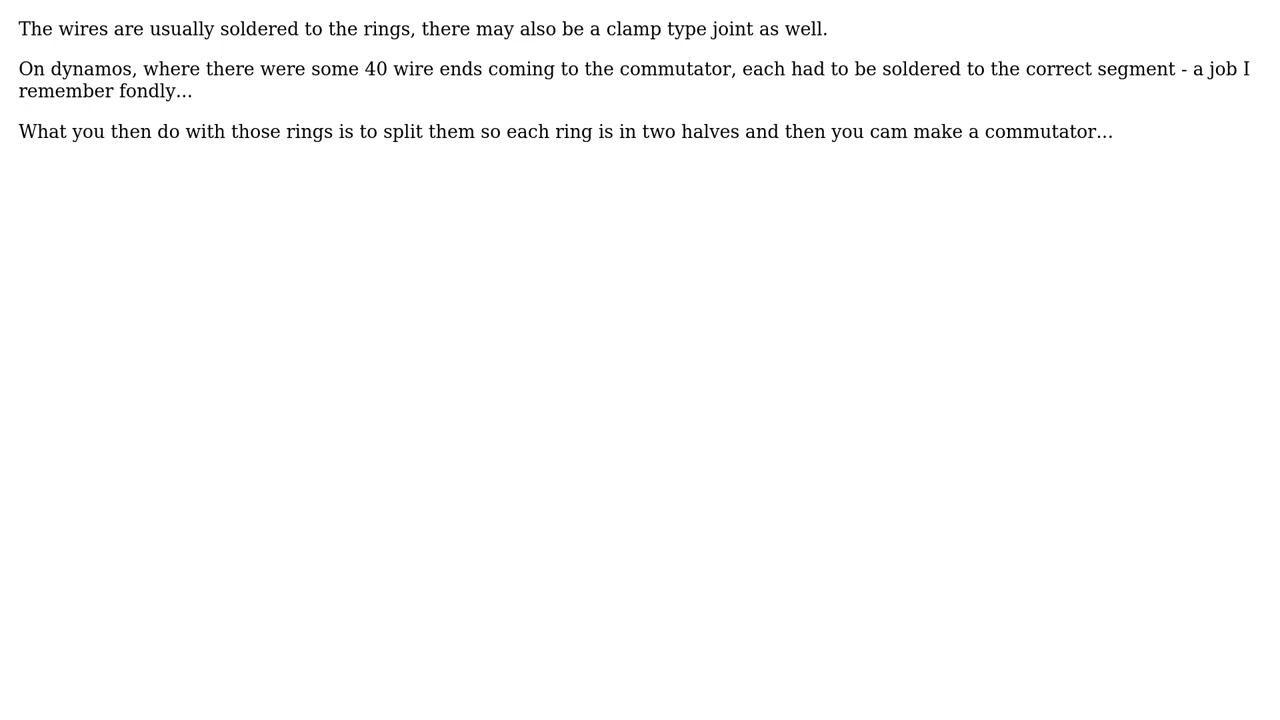 The wires are usually soldered to the rings, there may also be a clamp type joint as well.
On dynamos, where there were some 40 wire ends coming to the commutator, each had to be soldered to the correct segment - a job I
remember fondly...
What you then do with those rings is to split them so each ring is in two halves and then you cam make a commutator...